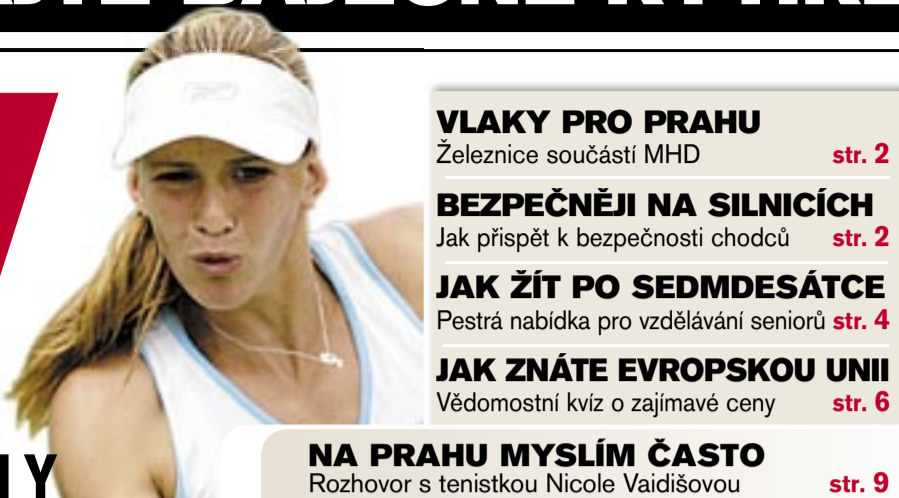 VLAKY PRO PRAHU
Železnice součástí MHD str. 2
BEZPEČNĚJI NA SILNICÍCH
Jak přispět k bezpečnosti chodců str. 2
JAK ŽÍT PO SEDMDESÁTCE
Pestrá nabídka pro vzdělávání seniorů str. 4
JAK ZNÁTE EVROPSKOU UNII
Vědomostní kvíz o zajímavé ceny str. 6
NA PRAHU MYSLÍM ČASTO
Rozhovor s tenistkou Nicole Vaidišovou str. 9